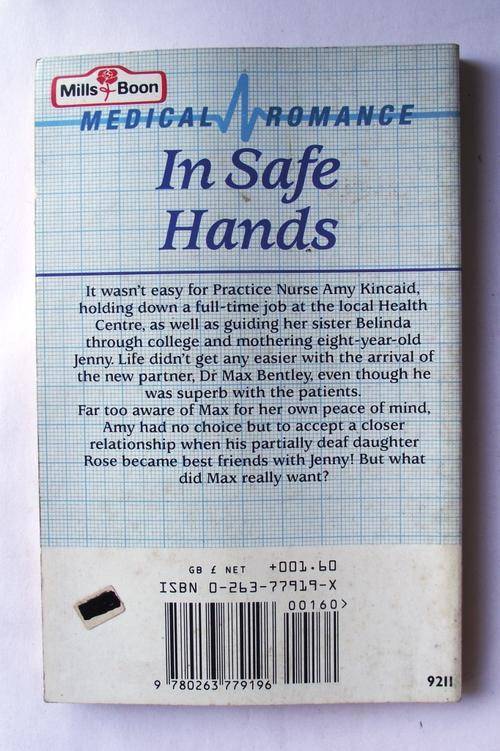 Mills & Boon
MEDICAL ROMANCE
In Safe
Hands
It wasn't easy for Practice Nurse Amy Kincaid,
holding down a full-time job at the local Health
Centre, as well as guiding her sister Belinda
through college and mothering eight-year-old
Jenny. Life didn't get any easier with the arrival of
the new partner, Dr Max Bentley, even though he
was superb with the patients.
Far too aware of Max for her own peace of mind,
Amy had no choice but to accept a closer
relationship when his partially deaf daughter
Rose became best friends with Jenny! But what
did Max really want?
GB £ NET +001.60
ISBN 0-263-77919-X
00160>
9 780263 779196
9211